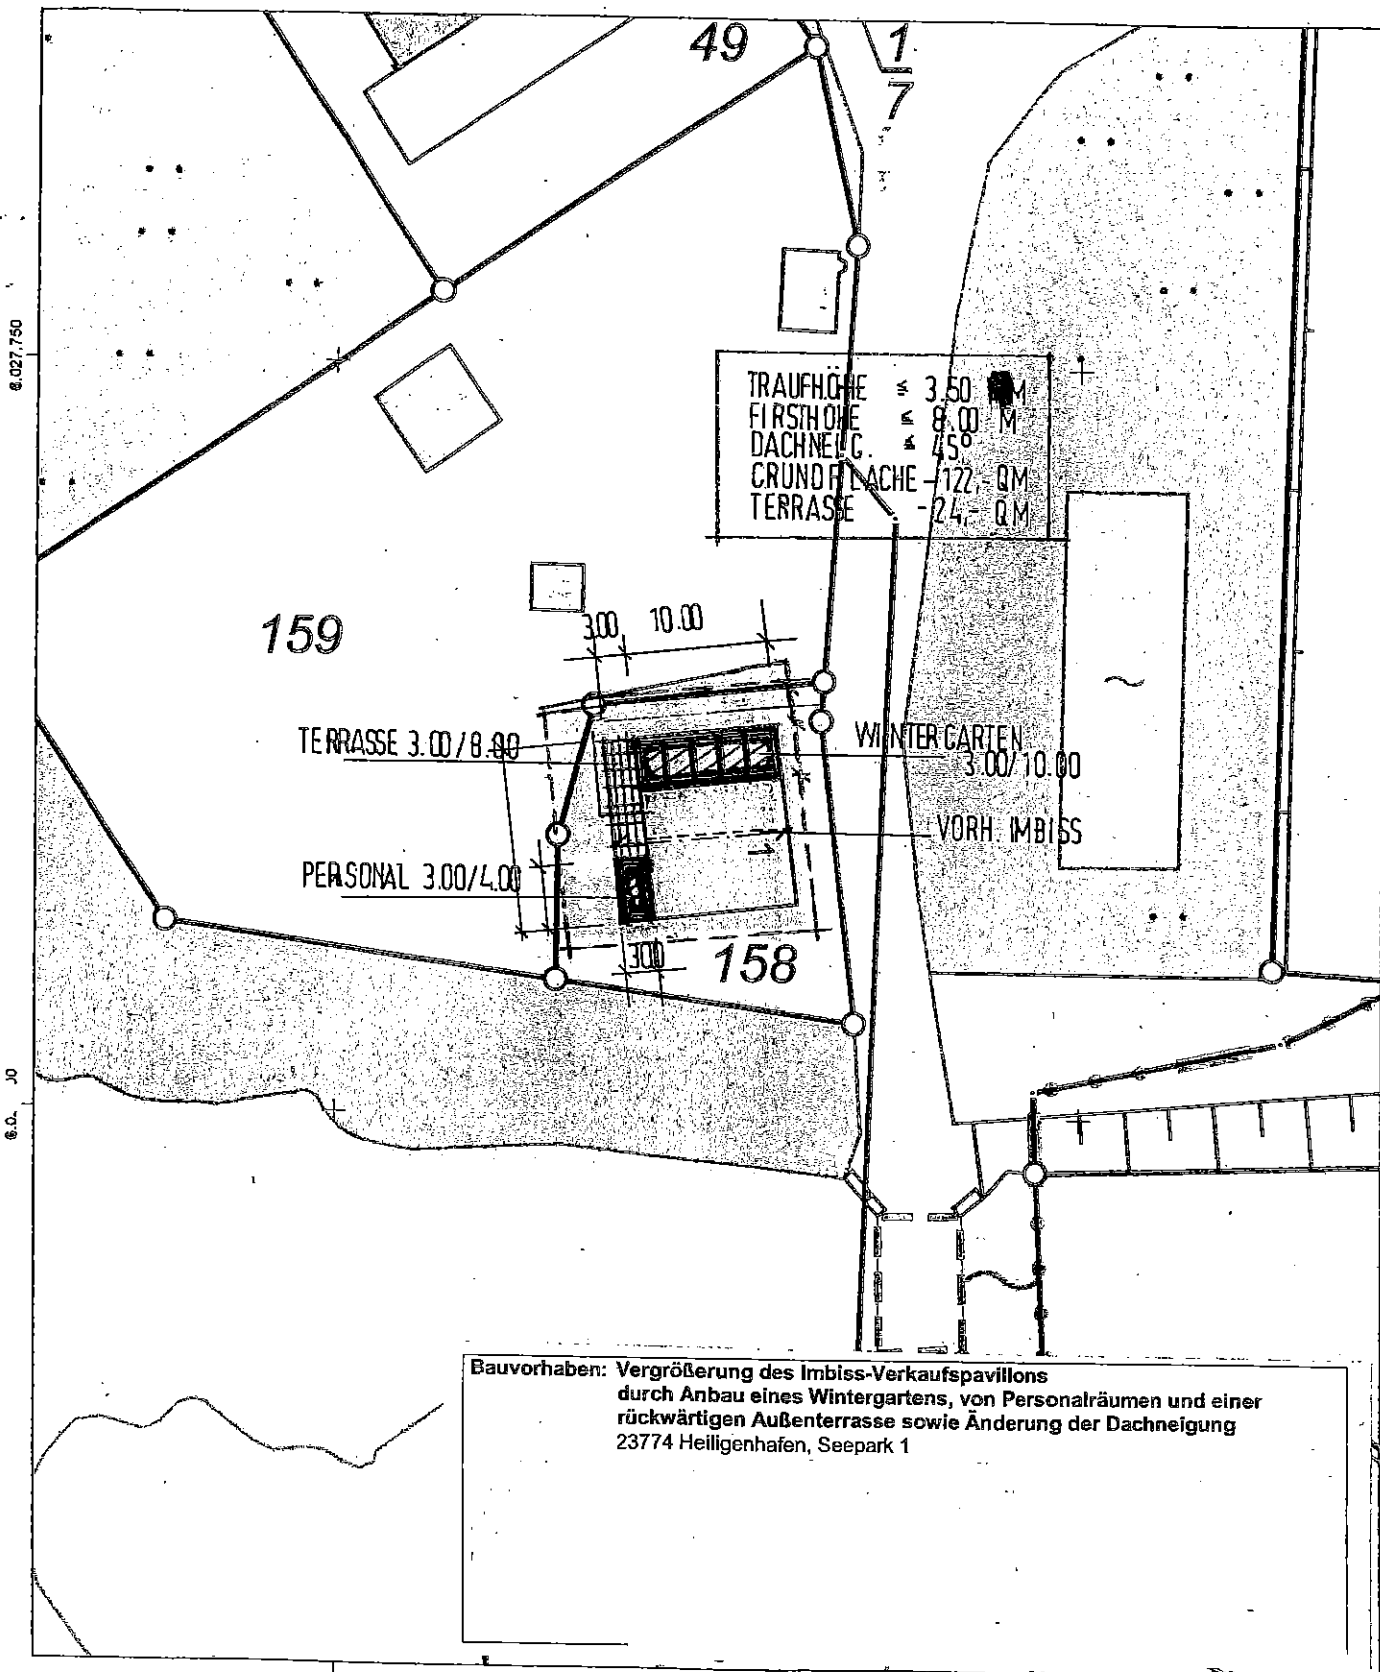 49
1
7
6.027.750
TRAUFHÖHE ≤ 3.50 M
FIRSTHÖHE ≤ 8.00 M
DACHNEIG. 45°
GRUNDFLÄCHE - 122,- QM
TERRASSE - 24,- QM
159
3.00 10.00
TERRASSE 3.00/8.00
WINTERGARTEN
3.00/10.00
VORH. IMBISS
PERSONAL 3.00/4.00
3.00
158
Bauvorhaben: Vergrößerung des Imbiss-Verkaufspavillons
durch Anbau eines Wintergartens, von Personalräumen und einer
rückwärtigen Außenterrasse sowie Änderung der Dachneigung
23774 Heiligenhafen, Seepark 1